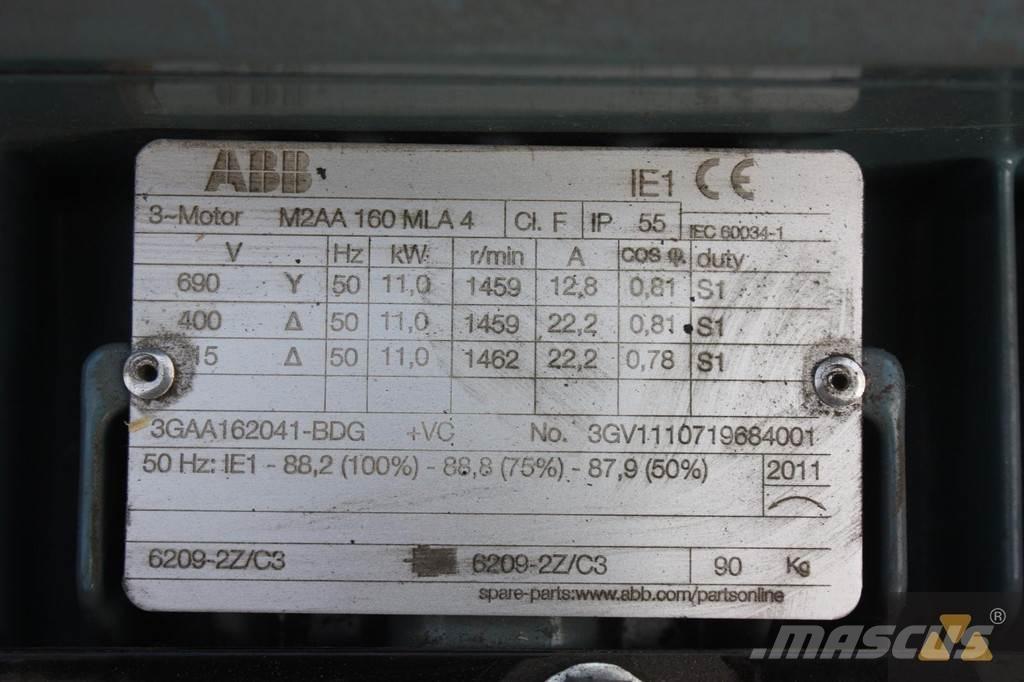 ABB IE1 CE
3~Motor M2AA 160 MLA 4 Cl. F IP 55 IEC 60034-1
V Hz kW r/min A cos φ duty
690 Y 50 11,0 1459 12,8 0,81 S1
400 Δ 50 11,0 1459 22,2 0,81 S1
15 Δ 50 11,0 1462 22,2 0,78 S1
3GAA162041-BDG +VC No. 3GV1110719684001
50 Hz: IE1 - 88,2 (100%) - 88,8 (75%) - 87,9 (50%) 2011
6209-2Z/C3 6209-2Z/C3 90 Kg
spare-parts:www.abb.com/partsonline
mascus ®